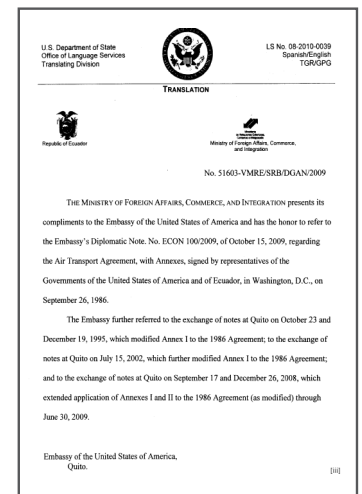 U.S. Department of State
Office of Language Services
Translating Division
LS No. 08-2010-0039
Spanish/English
TGR/GPG
TRANSLATION
Republic of Ecuador
Ministry of Foreign Affairs, Commerce,
and Integration
No. 51603-VMRE/SRB/DGAN/2009
THE MINISTRY OF FOREIGN AFFAIRS, COMMERCE, AND INTEGRATION presents its
compliments to the Embassy of the United States of America and has the honor to refer to
the Embassy's Diplomatic Note. No. ECON 100/2009, of October 15, 2009, regarding
the Air Transport Agreement, with Annexes, signed by representatives of the
Governments of the United States of America and of Ecuador, in Washington, D.C., on
September 26, 1986.
The Embassy further referred to the exchange of notes at Quito on October 23 and
December 19, 1995, which modified Annex I to the 1986 Agreement; to the exchange of
notes at Quito on July 15, 2002, which further modified Annex I to the 1986 Agreement;
and to the exchange of notes at Quito on September 17 and December 26, 2008, which
extended application of Annexes I and II to the 1986 Agreement (as modified) through
June 30, 2009.
Embassy of the United States of America,
Quito.
[iii]